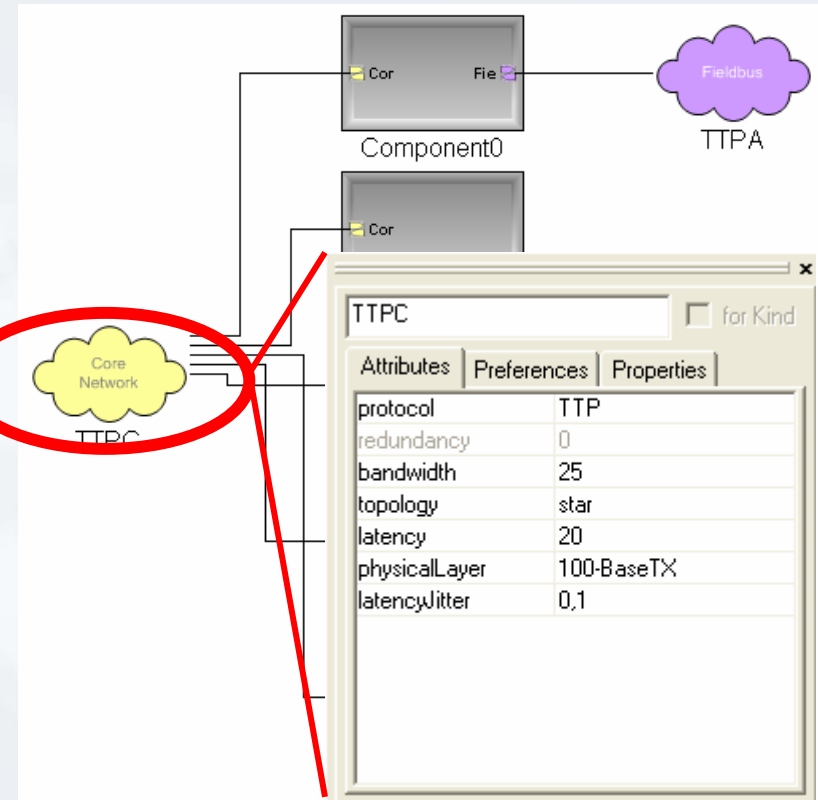 Cor Fie
Component0
Fieldbus
TTPA
Cor
Core
Network
TTPC
x
TTPC for Kind
Attributes Preferences Properties
protocol TTP
redundancy 0
bandwidth 25
topology star
latency 20
physicalLayer 100-BaseTX
latencyJitter 0,1